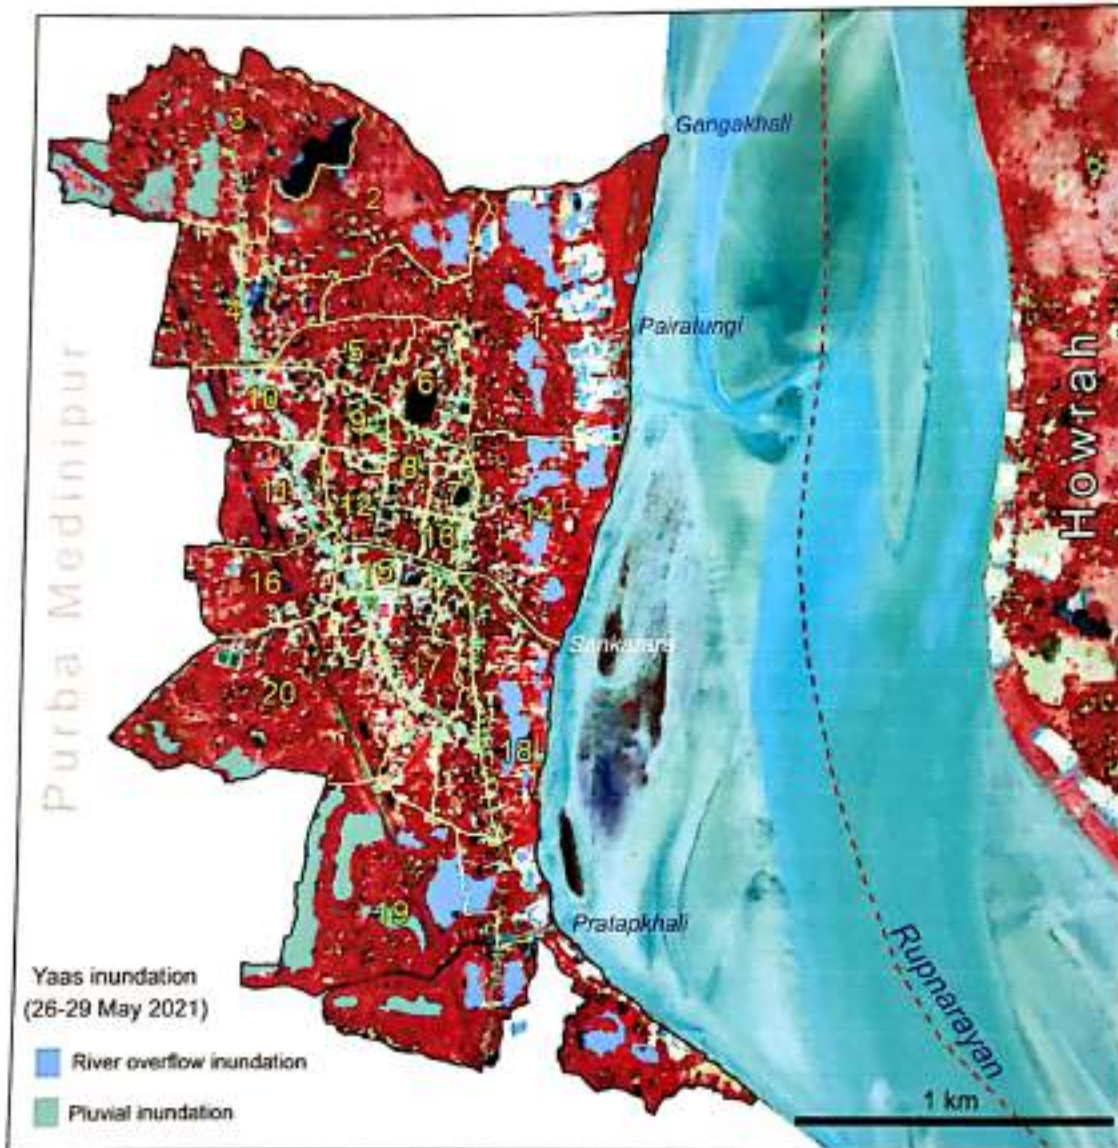 Gangakhali
3
2
1
Pairatungi
4
5
6
10
9
8
7
11
12
14
13
15
16
Sankarara
17
20
18
19
Pratapkhali
Purba Medinipur
Howrah
Rupnarayan
Yaas inundation
(26-29 May 2021)
River overflow inundation
Pluvial inundation
1 km